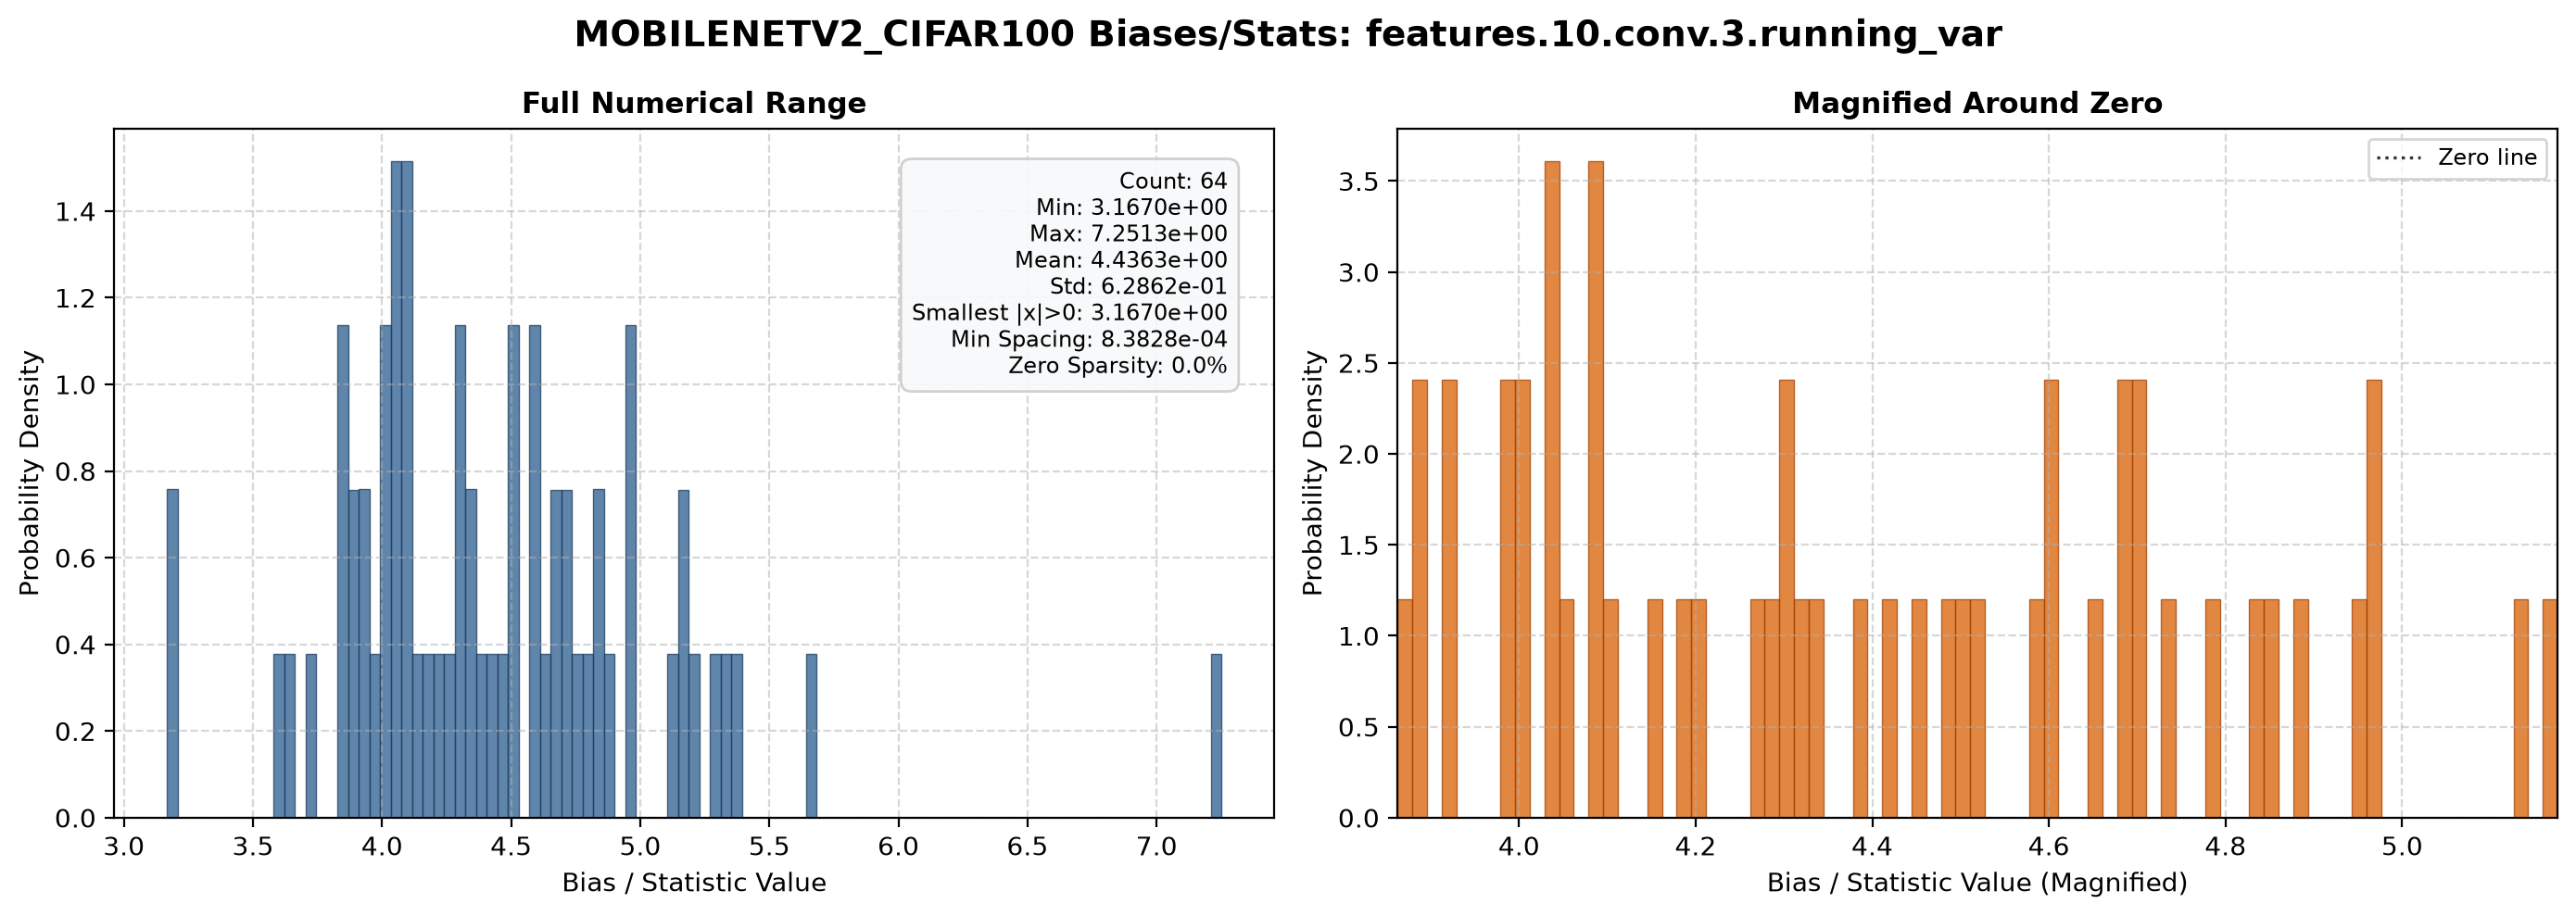 MOBILENETV2_CIFAR100 Biases/Stats: features.10.conv.3.running_var
Full Numerical Range
Probability Density
1.4
1.2
1.0
0.8
0.6
0.4
0.2
0.0
3.0 3.5 4.0 4.5 5.0 5.5 6.0 6.5 7.0
Bias / Statistic Value
Count: 64
Min: 3.1670e+00
Max: 7.2513e+00
Mean: 4.4363e+00
Std: 6.2862e-01
Smallest |x|>0: 3.1670e+00
Min Spacing: 8.3828e-04
Zero Sparsity: 0.0%
Magnified Around Zero
Probability Density
3.5
3.0
2.5
2.0
1.5
1.0
0.5
0.0
4.0 4.2 4.4 4.6 4.8 5.0
Bias / Statistic Value (Magnified)
Zero line